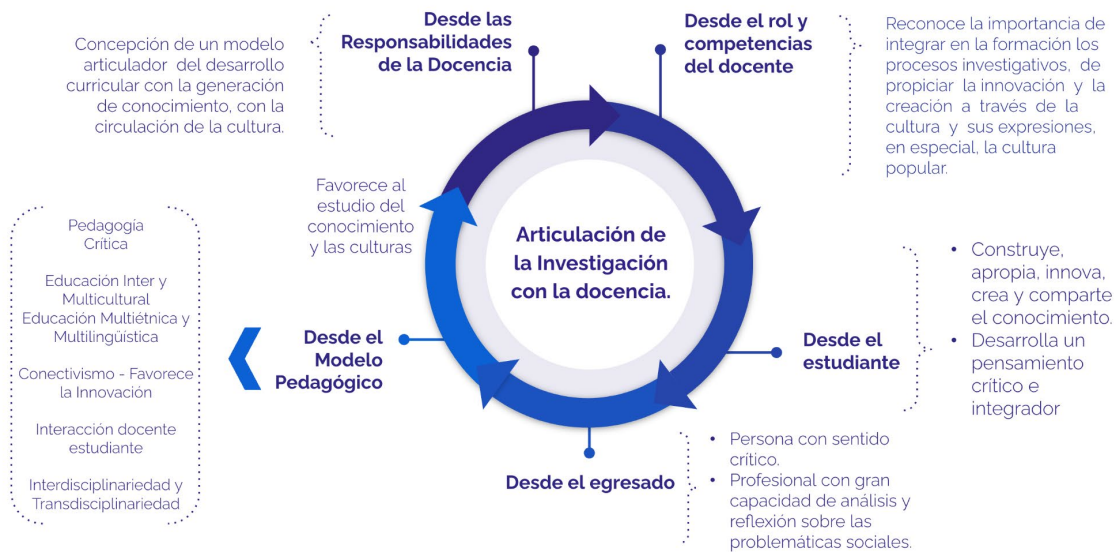 Desde las
Responsabilidades
de la Docencia
Concepción de un modelo
articulador del desarrollo
curricular con la generación
de conocimiento, con la
circulación de la cultura.
Desde el rol y
competencias
del docente
Reconoce la importancia de
integrar en la formación los
procesos investigativos, de
propiciar la innovación y la
creación a través de la
cultura y sus expresiones,
en especial, la cultura
popular.
Articulación de
la Investigación
con la docencia.
Desde el
estudiante
• Construye,
apropia, innova,
crea y comparte
el conocimiento.
• Desarrolla un
pensamiento
crítico e
integrador
Desde el egresado
• Persona con sentido
crítico.
• Profesional con gran
capacidad de análisis y
reflexión sobre las
problemáticas sociales.
Favorece al
estudio del
conocimiento
y las culturas
Desde el
Modelo
Pedagógico
Pedagogía
Crítica
Educación Inter y
Multicultural
Educación Multiétnica y
Multilingüística
Conectivismo - Favorece
la Innovación
Interacción docente
estudiante
Interdisciplinariedad y
Transdisciplinariedad